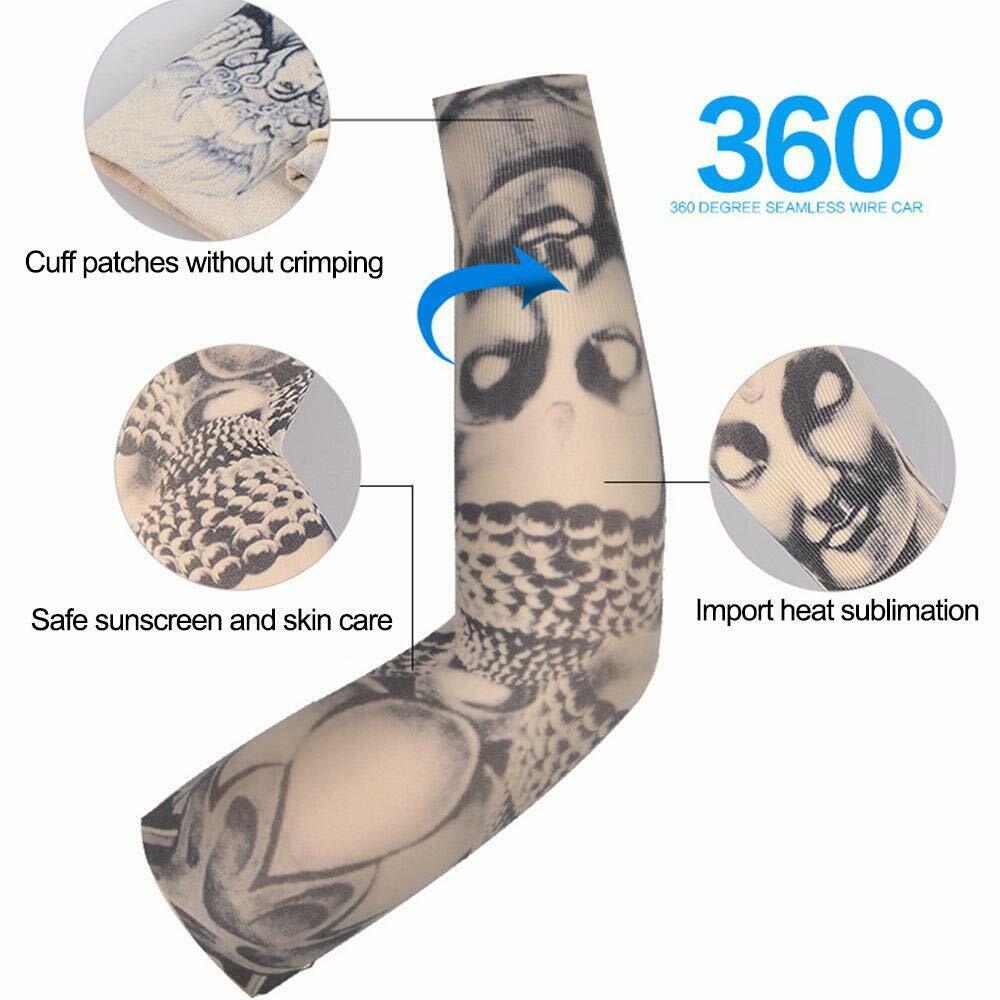 360°
360 DEGREE SEAMLESS WIRE CAR
Cuff patches without crimping
Safe sunscreen and skin care
Import heat sublimation